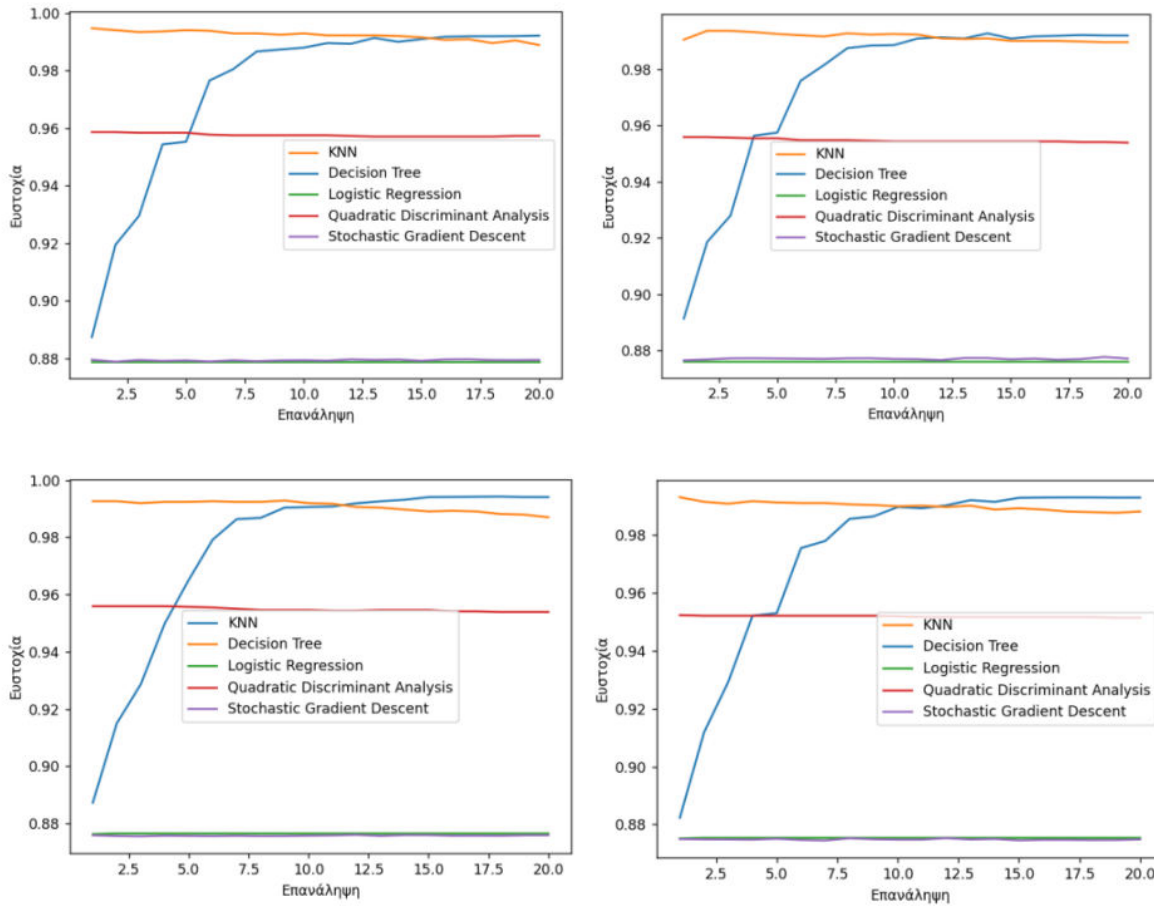 1.00
0.98
0.96
0.94
0.92
0.90
0.88
Ευστοχία
KNN
Decision Tree
Logistic Regression
Quadratic Discriminant Analysis
Stochastic Gradient Descent
2.5 5.0 7.5 10.0 12.5 15.0 17.5 20.0
Επανάληψη
0.98
0.96
0.94
0.92
0.90
0.88
Ευστοχία
KNN
Decision Tree
Logistic Regression
Quadratic Discriminant Analysis
Stochastic Gradient Descent
2.5 5.0 7.5 10.0 12.5 15.0 17.5 20.0
Επανάληψη
1.00
0.98
0.96
0.94
0.92
0.90
0.88
Ευστοχία
KNN
Decision Tree
Logistic Regression
Quadratic Discriminant Analysis
Stochastic Gradient Descent
2.5 5.0 7.5 10.0 12.5 15.0 17.5 20.0
Επανάληψη
0.98
0.96
0.94
0.92
0.90
0.88
Ευστοχία
KNN
Decision Tree
Logistic Regression
Quadratic Discriminant Analysis
Stochastic Gradient Descent
2.5 5.0 7.5 10.0 12.5 15.0 17.5 20.0
Επανάληψη